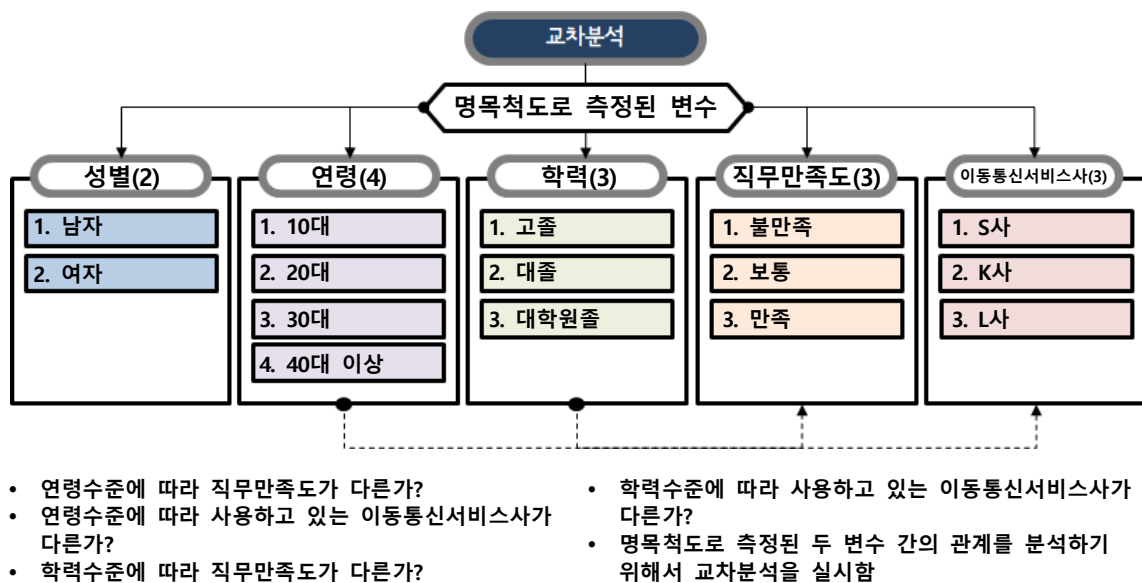 교차분석
명목척도로 측정된 변수
성별(2)
1. 남자
2. 여자
연령(4)
1. 10대
2. 20대
3. 30대
4. 40대 이상
학력(3)
1. 고졸
2. 대졸
3. 대학원졸
직무만족도(3)
1. 불만족
2. 보통
3. 만족
이동통신서비스사(3)
1. S사
2. K사
3. L사
• 연령수준에 따라 직무만족도가 다른가?
• 연령수준에 따라 사용하고 있는 이동통신서비스사가
다른가?
• 학력수준에 따라 직무만족도가 다른가?
• 학력수준에 따라 사용하고 있는 이동통신서비스사가
다른가?
• 명목척도로 측정된 두 변수 간의 관계를 분석하기
위해서 교차분석을 실시함